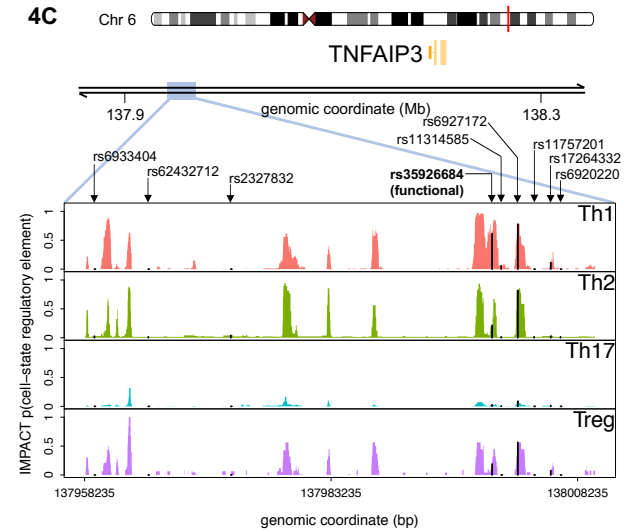 4C
Chr 6
TNFAIP3
genomic coordinate (Mb)
137.9
138.3
rs6927172
rs11314585
rs11757201
rs17264332
rs6920220
rs6933404
rs62432712
rs2327832
rs35926684
(functional)
IMPACT p(cell−state regulatory element)
Th1
1
0.5
0
Th2
1
0.5
0
Th17
1
0.5
0
Treg
1
0.5
0
137958235
137983235
138008235
genomic coordinate (bp)